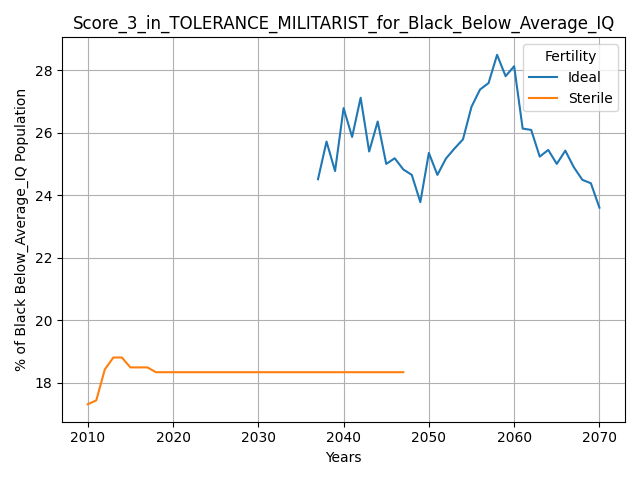 Score_3_in_TOLERANCE_MILITARIST_for_Black_Below_Average_IQ
% of Black Below_Average_IQ Population
28
26
24
22
20
18
Fertility
Ideal
Sterile
2010 2020 2030 2040 2050 2060 2070
Years